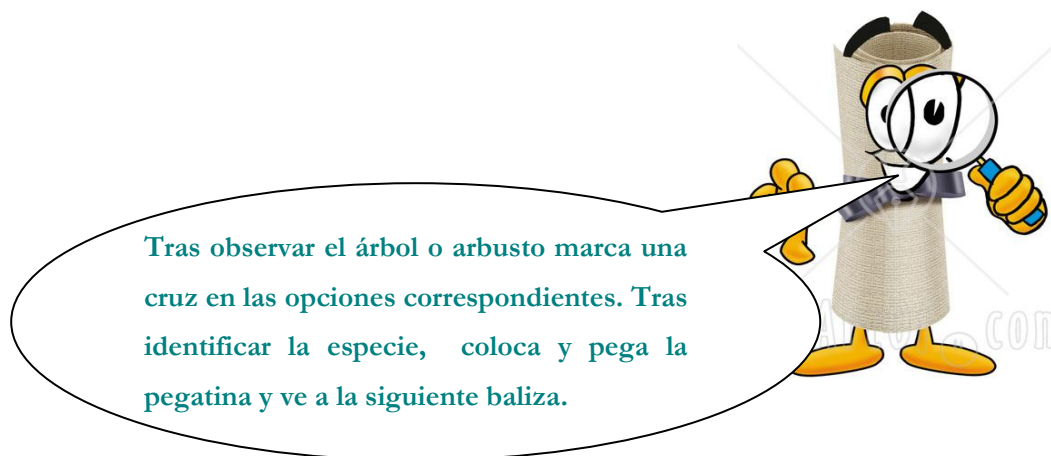 Tras observar el árbol o arbusto marca una
cruz en las opciones correspondientes. Tras
identificar la especie, coloca y pega la
pegatina y ve a la siguiente baliza.